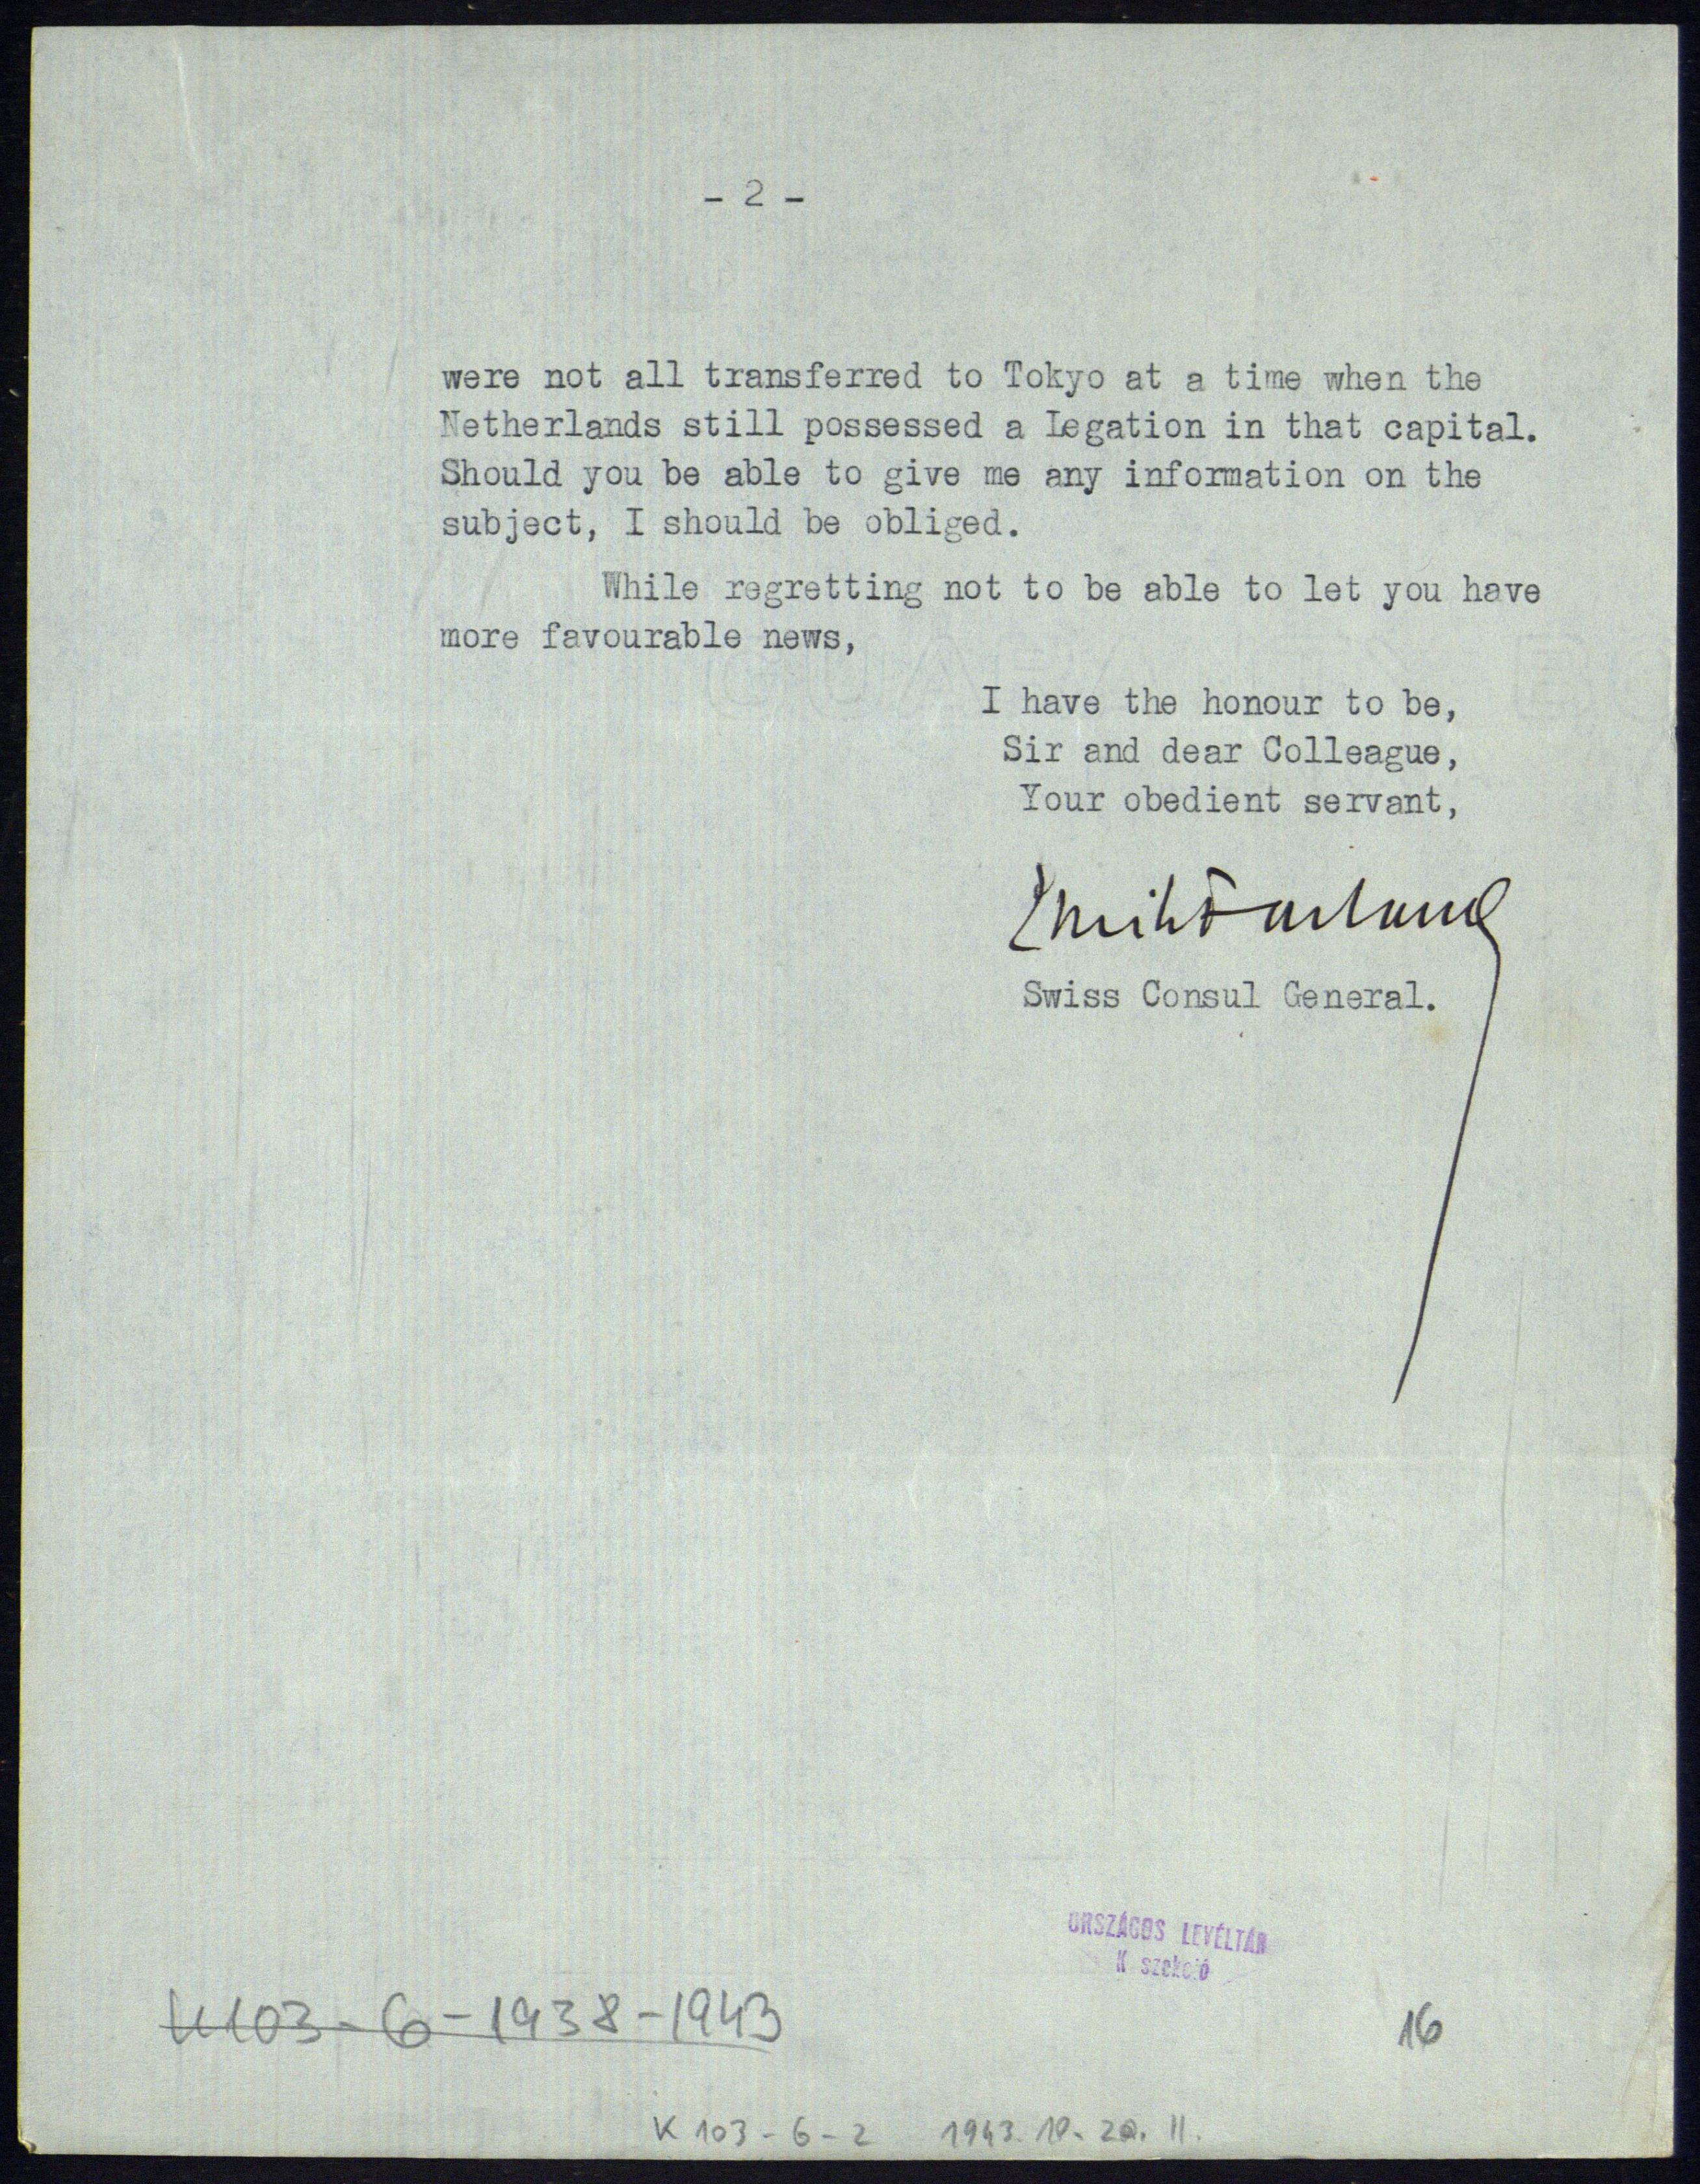 - 2 -
were not all transferred to Tokyo at a time when the
Netherlands still possessed a Legation in that capital.
Should you be able to give me any information on the
subject, I should be obliged.
While regretting not to be able to let you have
more favourable news,
I have the honour to be,
Sir and dear Colleague,
Your obedient servant,
Swiss Consul General.
ORSZÁGOS LEVÉLTÁR
K szekció
K103-6-1938-1943
16
K 103-6-2 1943. 10. 20. II.